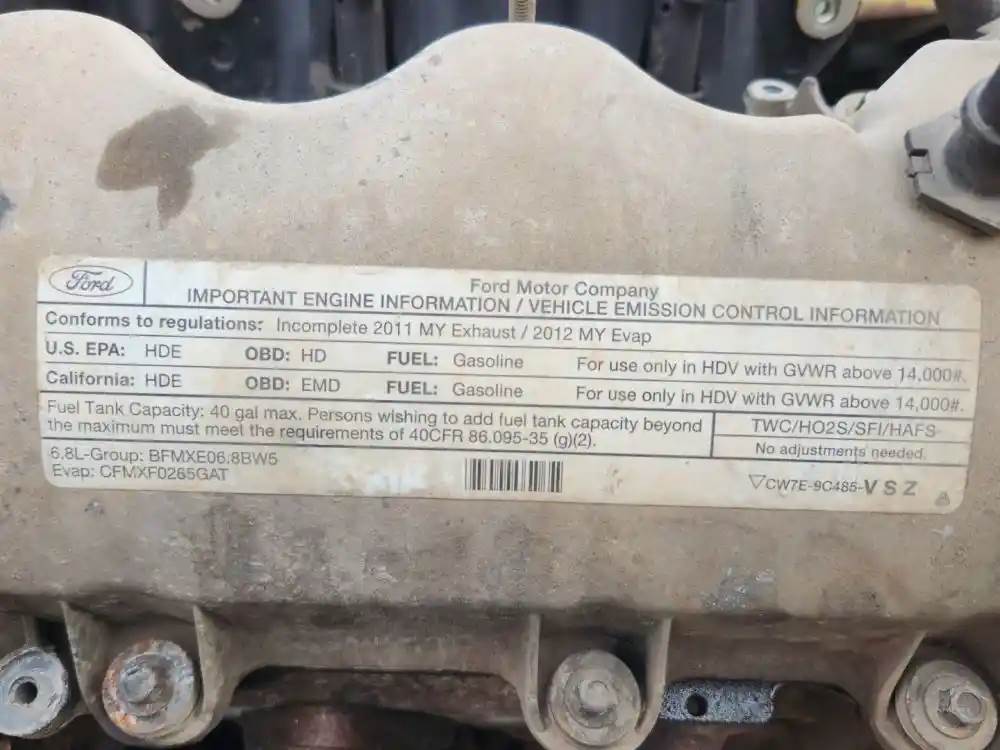 Ford
Ford Motor Company
IMPORTANT ENGINE INFORMATION / VEHICLE EMISSION CONTROL INFORMATION
Conforms to regulations: Incomplete 2011 MY Exhaust / 2012 MY Evap
U.S. EPA: HDE OBD: HD FUEL: Gasoline For use only in HDV with GVWR above 14,000#.
California: HDE OBD: EMD FUEL: Gasoline For use only in HDV with GVWR above 14,000#.
Fuel Tank Capacity: 40 gal max. Persons wishing to add fuel tank capacity beyond
the maximum must meet the requirements of 40CFR 86.095-35 (g)(2).
TWC/HO2S/SFI/HAFS
No adjustments needed.
6.8L-Group: BFMXE06.8BW5
Evap: CFMXF0265GAT
▽CW7E-9C485-V S Z